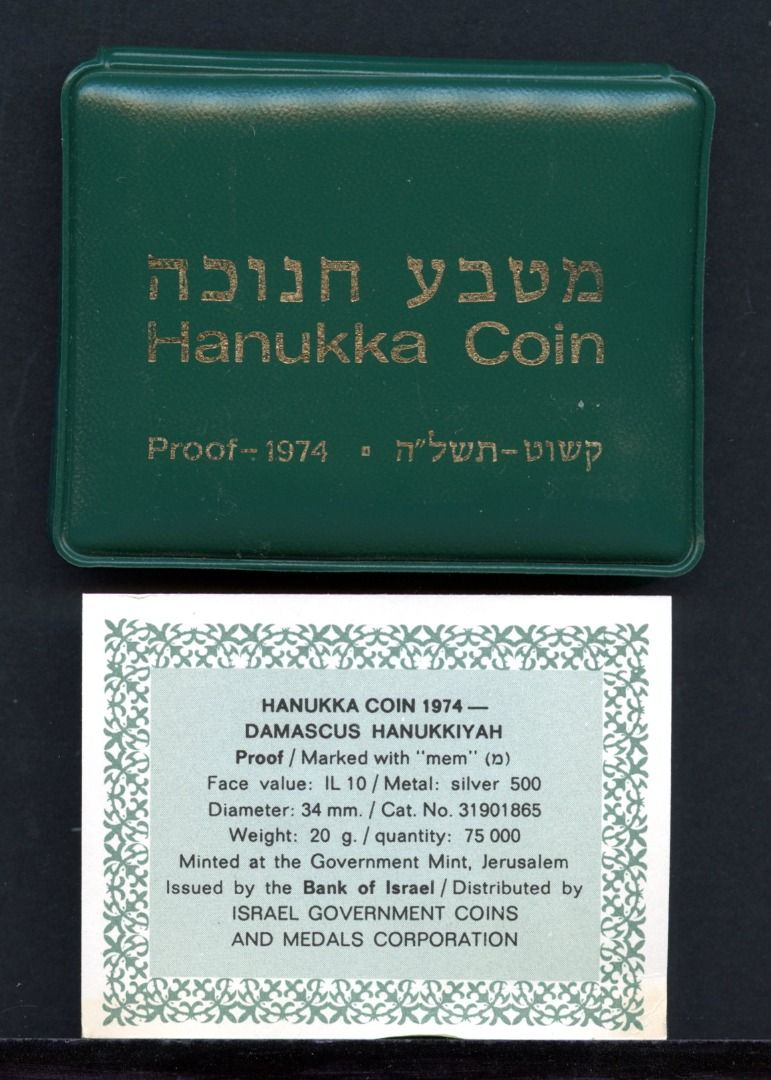 מטבע חנוכה
Hanukka Coin
Proof-1974 ▫ קשוט-תשל״ה
HANUKKA COIN 1974 —
DAMASCUS HANUKKIYAH
Proof / Marked with "mem" (מ)
Face value: IL 10 / Metal: silver 500
Diameter: 34 mm. / Cat. No. 31901865
Weight: 20 g. / quantity: 75 000
Minted at the Government Mint, Jerusalem
Issued by the Bank of Israel / Distributed by
ISRAEL GOVERNMENT COINS
AND MEDALS CORPORATION